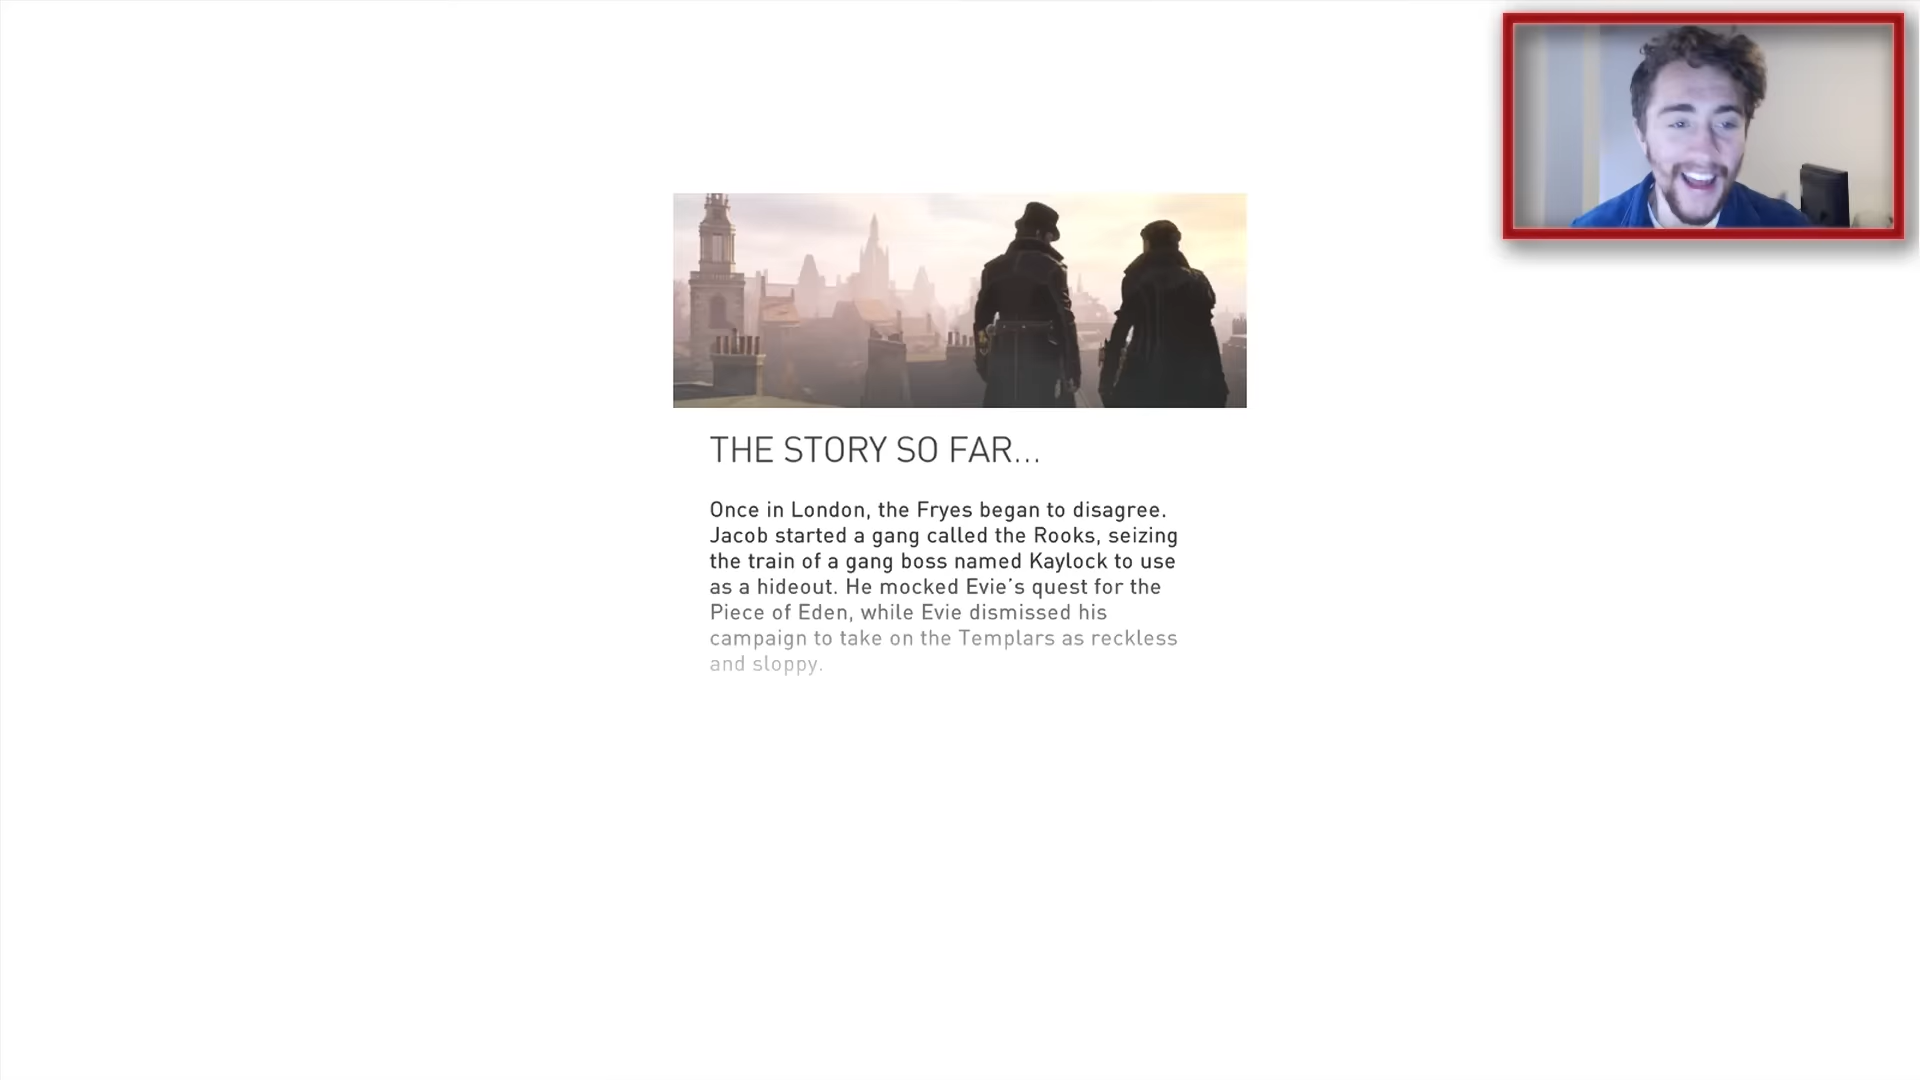 THE STORY SO FAR...
Once in London, the Fryes began to disagree.
Jacob started a gang called the Rooks, seizing
the train of a gang boss named Kaylock to use
as a hideout. He mocked Evie's quest for the
Piece of Eden, while Evie dismissed his
campaign to take on the Templars as reckless
and sloppy.